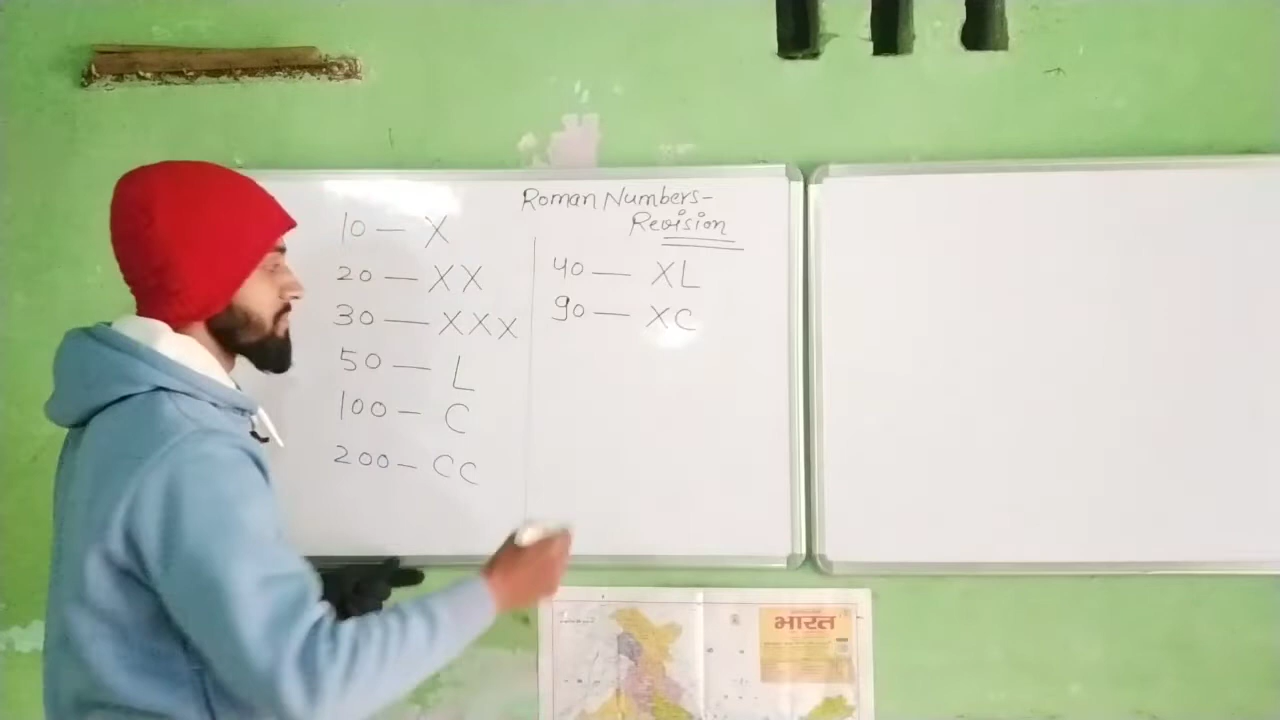 Roman Numbers-
Revision
10 — X
20 — XX
30 — XXX
50 — L
100 — C
200 — CC
40 — XL
90 — XC
भारत